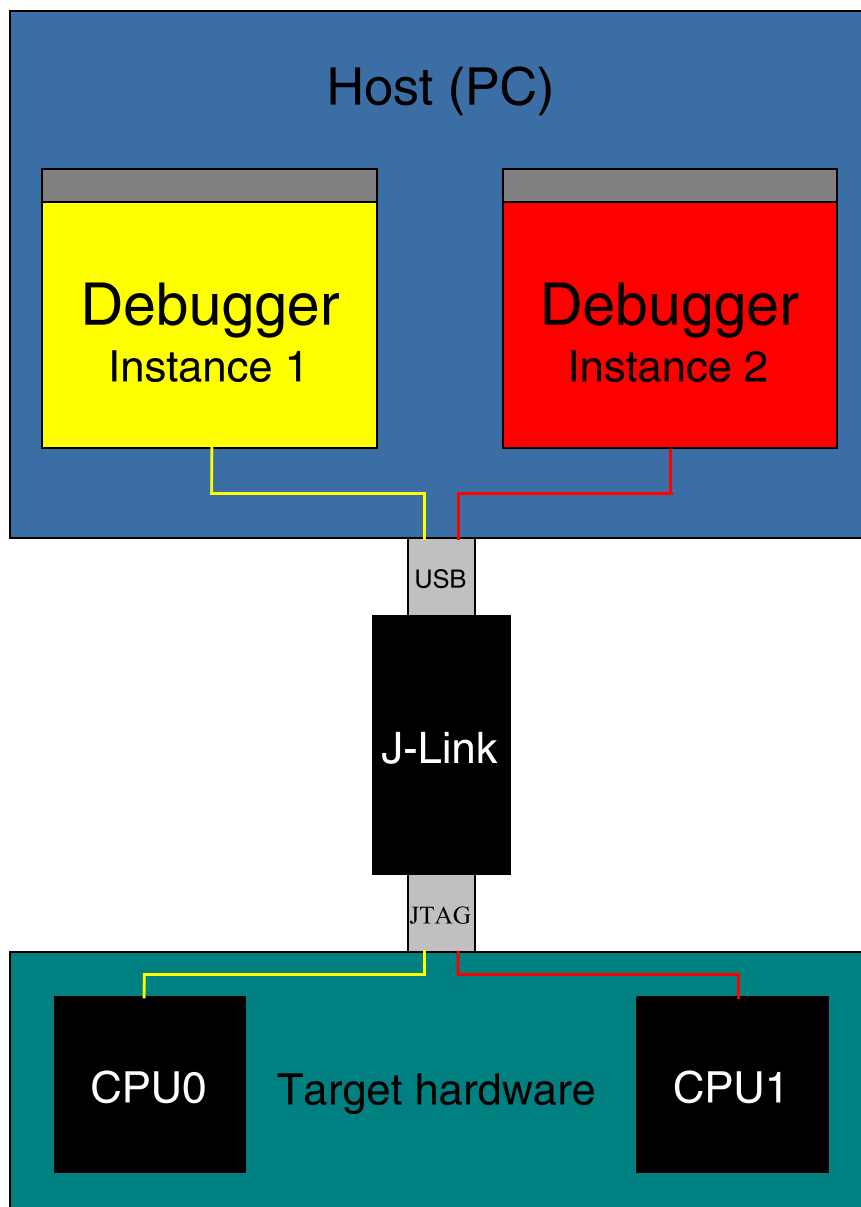 Host (PC)
Debugger
Instance 1
Debugger
Instance 2
USB
J-Link
JTAG
CPU0
Target hardware
CPU1